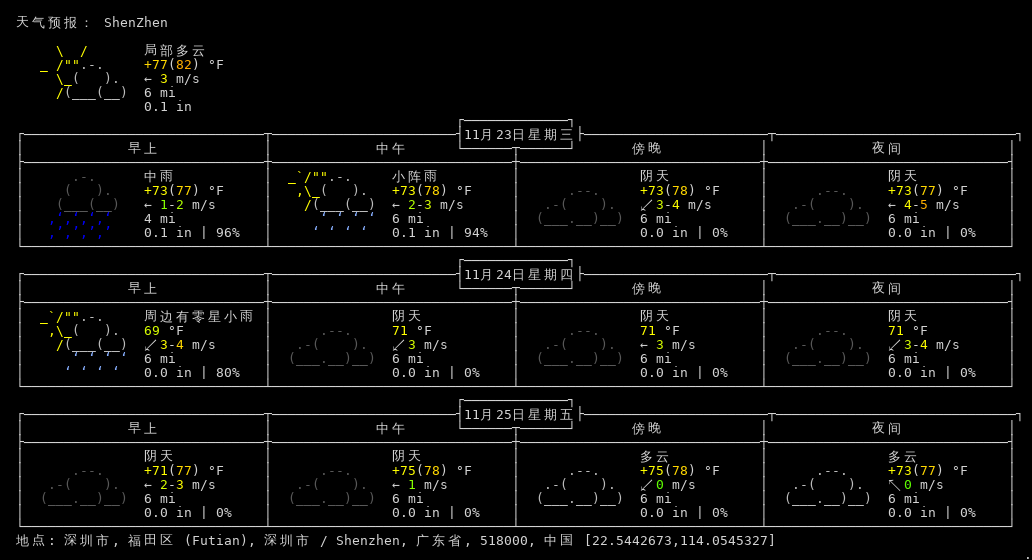 天气预报： ShenZhen
局部多云
+77(82) °F
← 3 m/s
6 mi
0.1 in
11月23日星期三
早上 中午 傍晚 夜间
中雨 小阵雨 阴天 阴天
+73(77) °F +73(78) °F +73(78) °F +73(77) °F
← 1-2 m/s ← 2-3 m/s ↙ 3-4 m/s ← 4-5 m/s
4 mi 6 mi 6 mi 6 mi
0.1 in | 96% 0.1 in | 94% 0.0 in | 0% 0.0 in | 0%
11月24日星期四
早上 中午 傍晚 夜间
周边有零星小雨 阴天 阴天 阴天
69 °F 71 °F 71 °F 71 °F
↙ 3-4 m/s ↙ 3 m/s ← 3 m/s ↙ 3-4 m/s
6 mi 6 mi 6 mi 6 mi
0.0 in | 80% 0.0 in | 0% 0.0 in | 0% 0.0 in | 0%
11月25日星期五
早上 中午 傍晚 夜间
阴天 阴天 多云 多云
+71(77) °F +75(78) °F +75(78) °F +73(77) °F
← 2-3 m/s ← 1 m/s ↙ 0 m/s ↖ 0 m/s
6 mi 6 mi 6 mi 6 mi
0.0 in | 0% 0.0 in | 0% 0.0 in | 0% 0.0 in | 0%
地点: 深圳市, 福田区 (Futian), 深圳市 / Shenzhen, 广东省, 518000, 中国 [22.5442673,114.0545327]